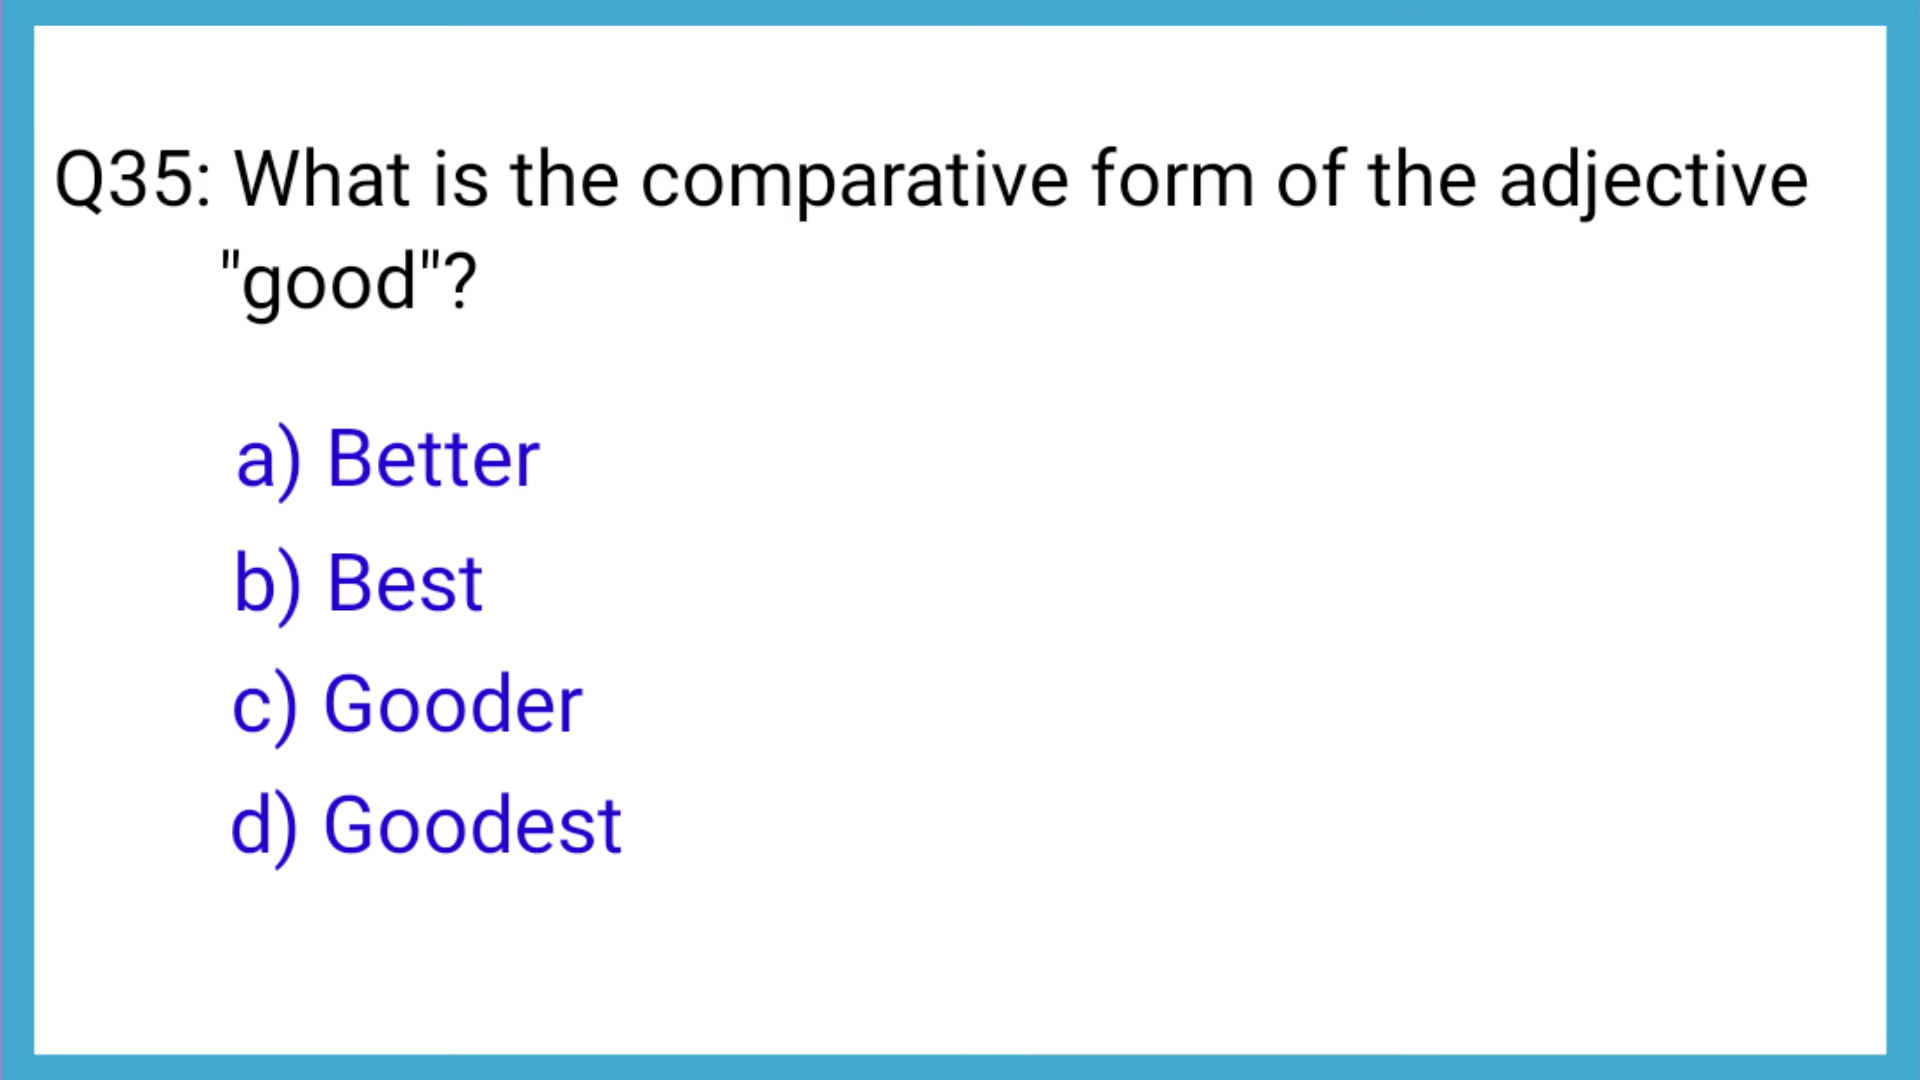 Q35: What is the comparative form of the adjective
"good"?
a) Better
b) Best
c) Gooder
d) Goodest